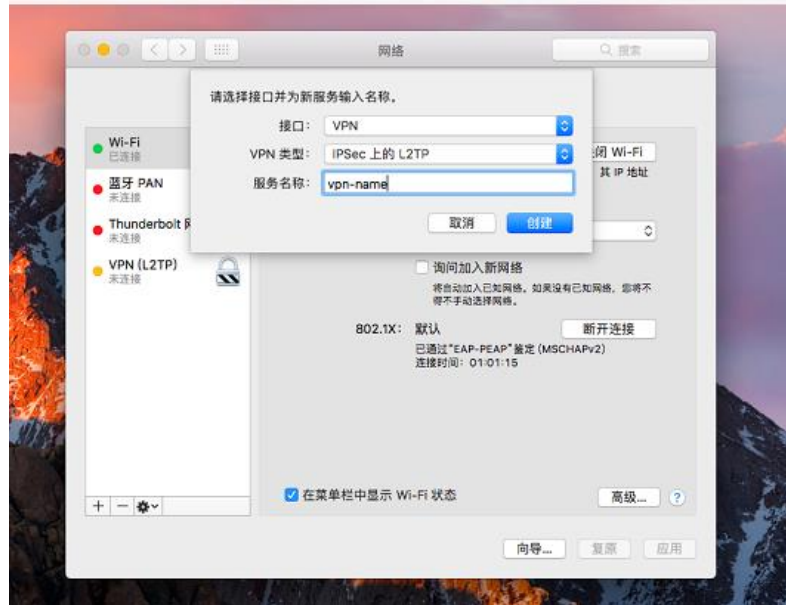 网络
搜索
请选择接口并为新服务输入名称。
接口： VPN
VPN 类型： IPSec 上的 L2TP
服务名称： vpn-name
取消 创建
Wi-Fi
已连接
蓝牙 PAN
未连接
Thunderbolt
未连接
VPN (L2TP)
未连接
闭 Wi-Fi
其 IP 地址
询问加入新网络
将自动加入已知网络。如果没有已知网络，您将不
得不手动选择网络。
802.1X： 默认 断开连接
已通过“EAP-PEAP”鉴定 (MSCHAPv2)
连接时间： 01:01:15
在菜单栏中显示 Wi-Fi 状态
高级... ?
向导... 复原 应用